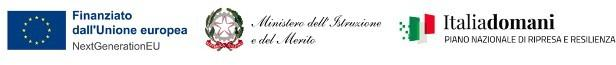 Finanziato
dall'Unione europea
NextGenerationEU
Ministero dell'Istruzione
e del Merito
Italiadomani
PIANO NAZIONALE DI RIPRESA E RESILIENZA